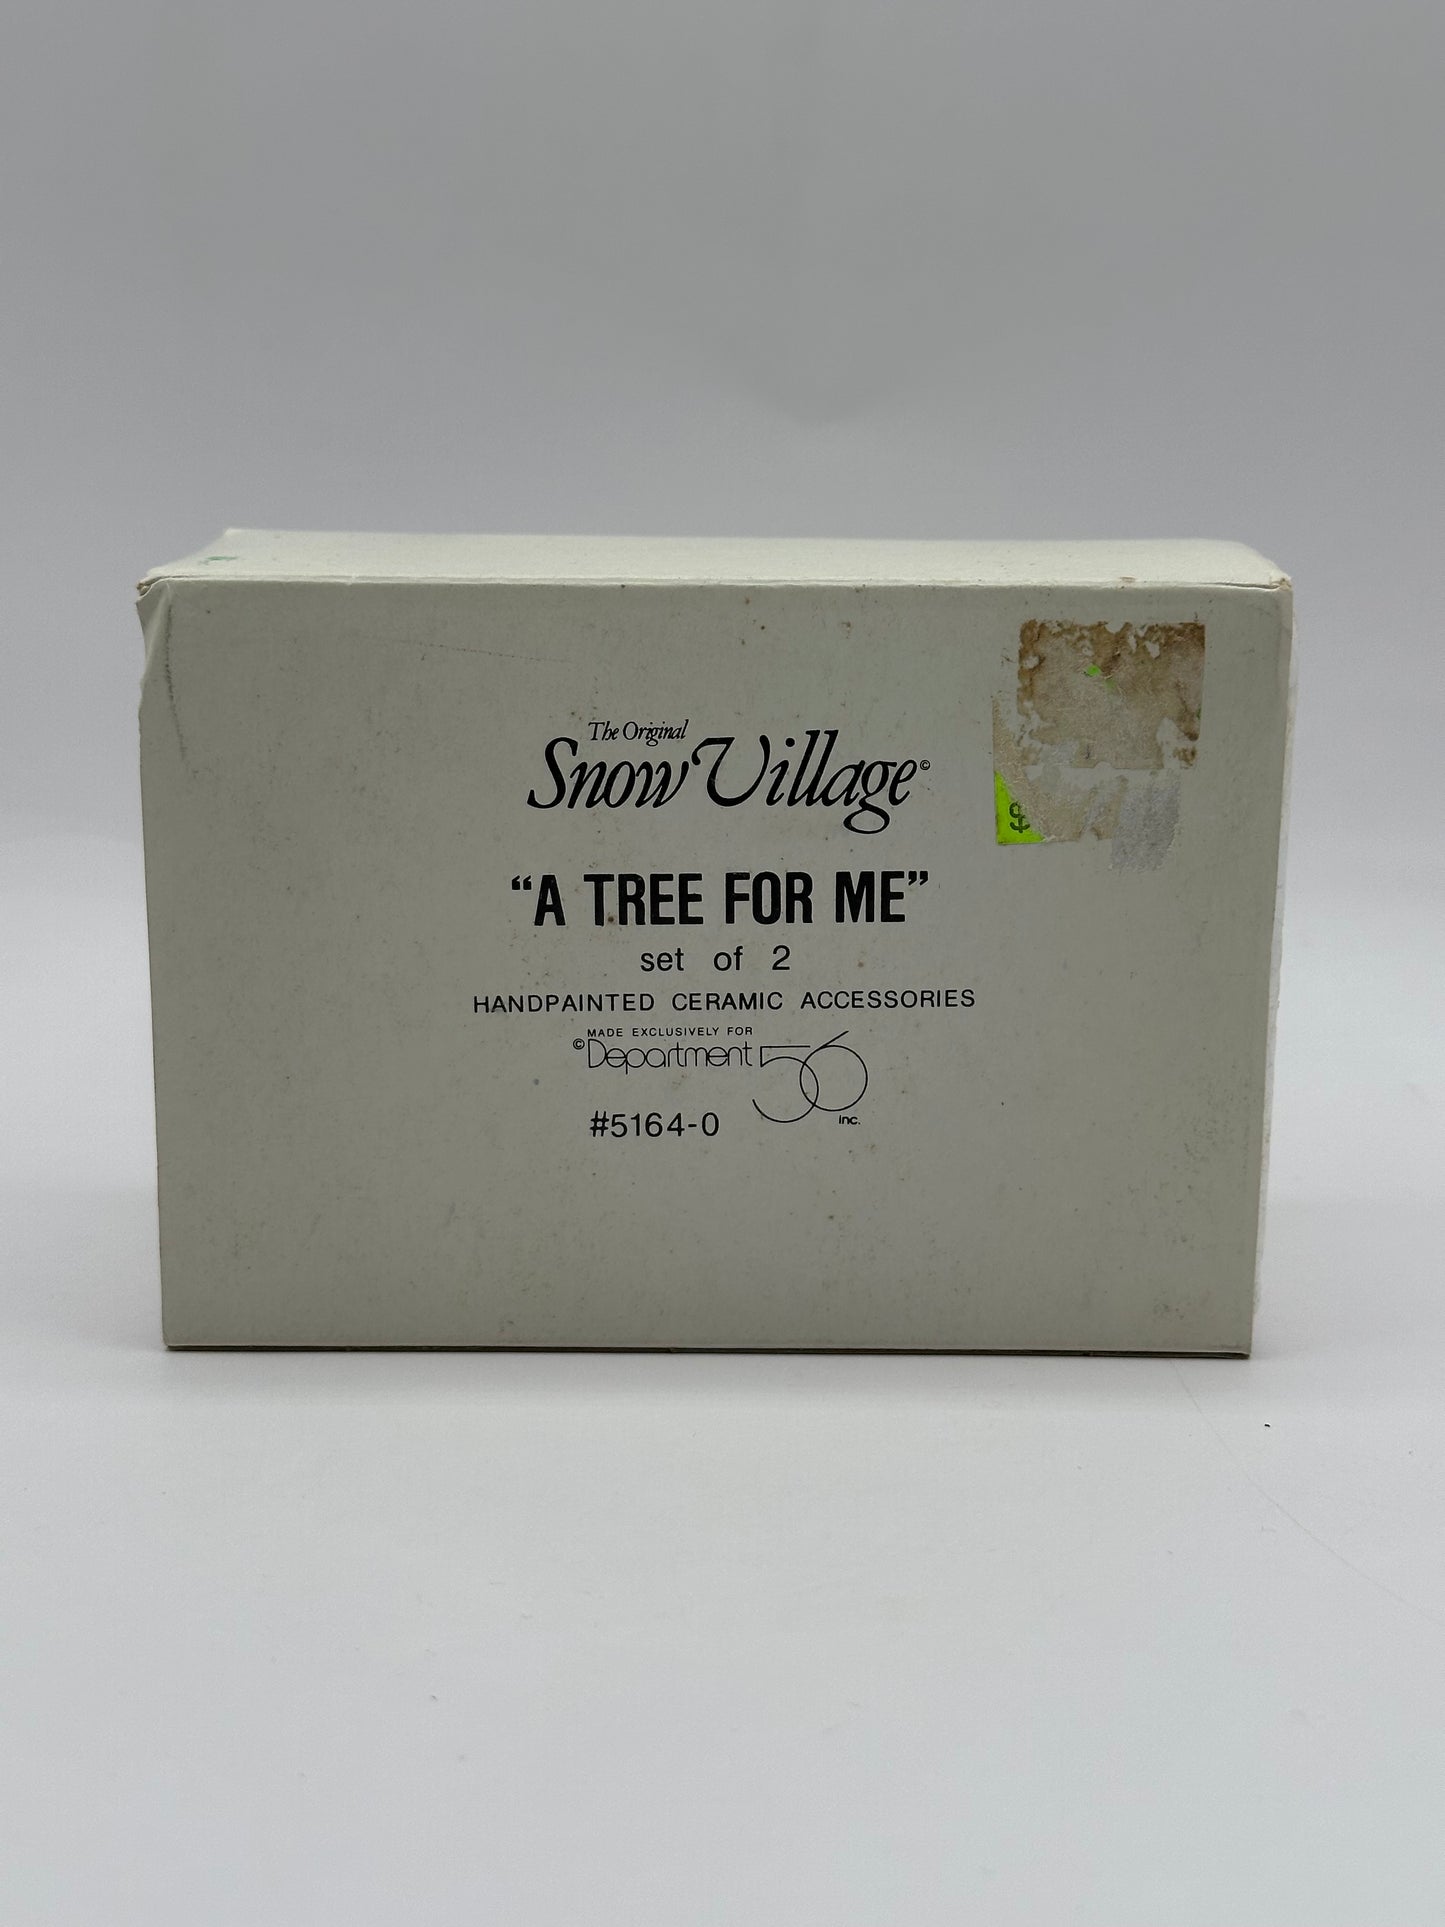 The Original
Snow Village©
“A TREE FOR ME”
set of 2
HANDPAINTED CERAMIC ACCESSORIES
MADE EXCLUSIVELY FOR
©Department 56
inc.
#5164-0
$